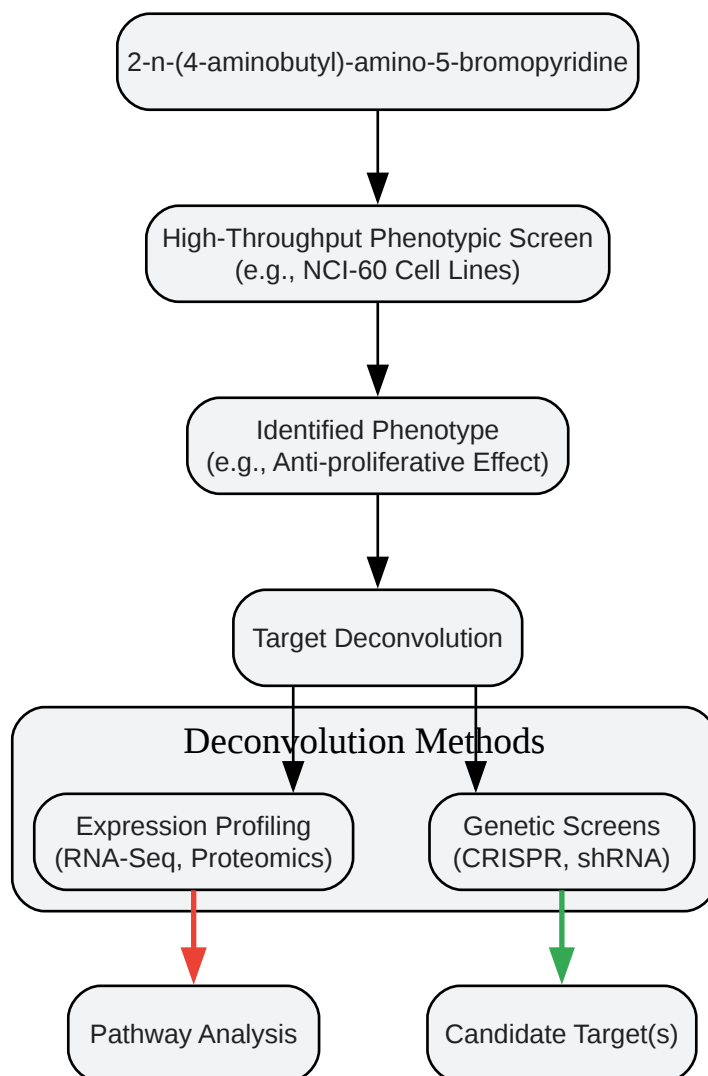 2-n-(4-aminobutyl)-amino-5-bromopyridine
High-Throughput Phenotypic Screen
(e.g., NCI-60 Cell Lines)
Identified Phenotype
(e.g., Anti-proliferative Effect)
Target Deconvolution
Deconvolution Methods
Expression Profiling
(RNA-Seq, Proteomics)
Genetic Screens
(CRISPR, shRNA)
Pathway Analysis
Candidate Target(s)